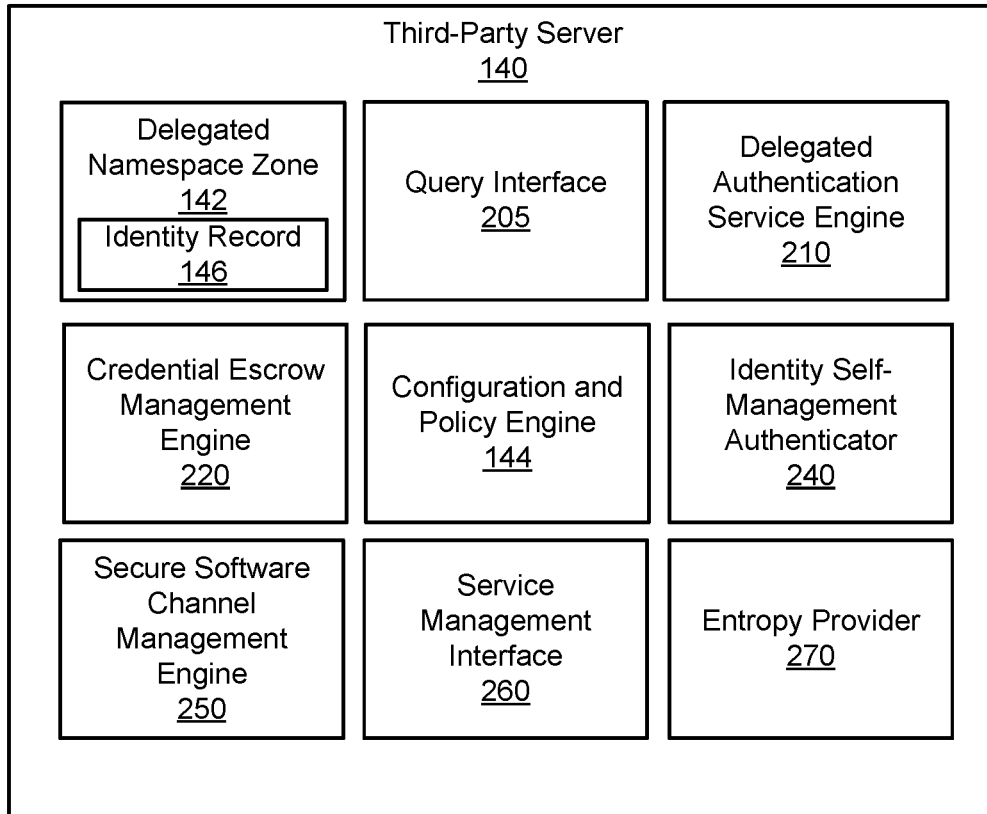 Third-Party Server
140
Delegated
Namespace Zone
142
Identity Record
146
Query Interface
205
Delegated
Authentication
Service Engine
210
Credential Escrow
Management
Engine
220
Configuration and
Policy Engine
144
Identity Self-
Management
Authenticator
240
Secure Software
Channel
Management
Engine
250
Service
Management
Interface
260
Entropy Provider
270